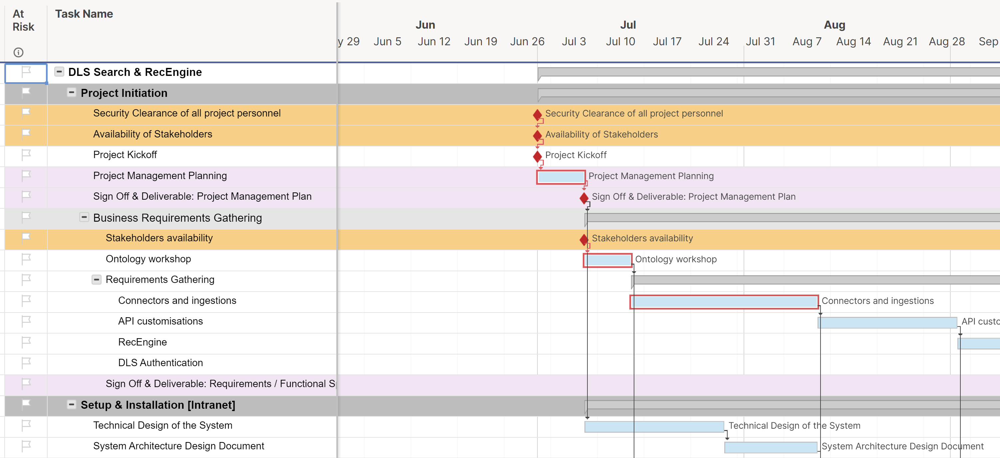 At
Risk
Task Name
Jun
Jul
Aug
y 29 Jun 5 Jun 12 Jun 19 Jun 26 Jul 3 Jul 10 Jul 17 Jul 24 Jul 31 Aug 7 Aug 14 Aug 21 Aug 28 Sep
DLS Search & RecEngine
Project Initiation
Security Clearance of all project personnel Security Clearance of all project personnel
Availability of Stakeholders Availability of Stakeholders
Project Kickoff Project Kickoff
Project Management Planning Project Management Planning
Sign Off & Deliverable: Project Management Plan Sign Off & Deliverable: Project Management Plan
Business Requirements Gathering
Stakeholders availability Stakeholders availability
Ontology workshop Ontology workshop
Requirements Gathering
Connectors and ingestions Connectors and ingestions
API customisations API custo
RecEngine
DLS Authentication
Sign Off & Deliverable: Requirements / Functional S
Setup & Installation [Intranet]
Technical Design of the System Technical Design of the System
System Architecture Design Document System Architecture Design Document